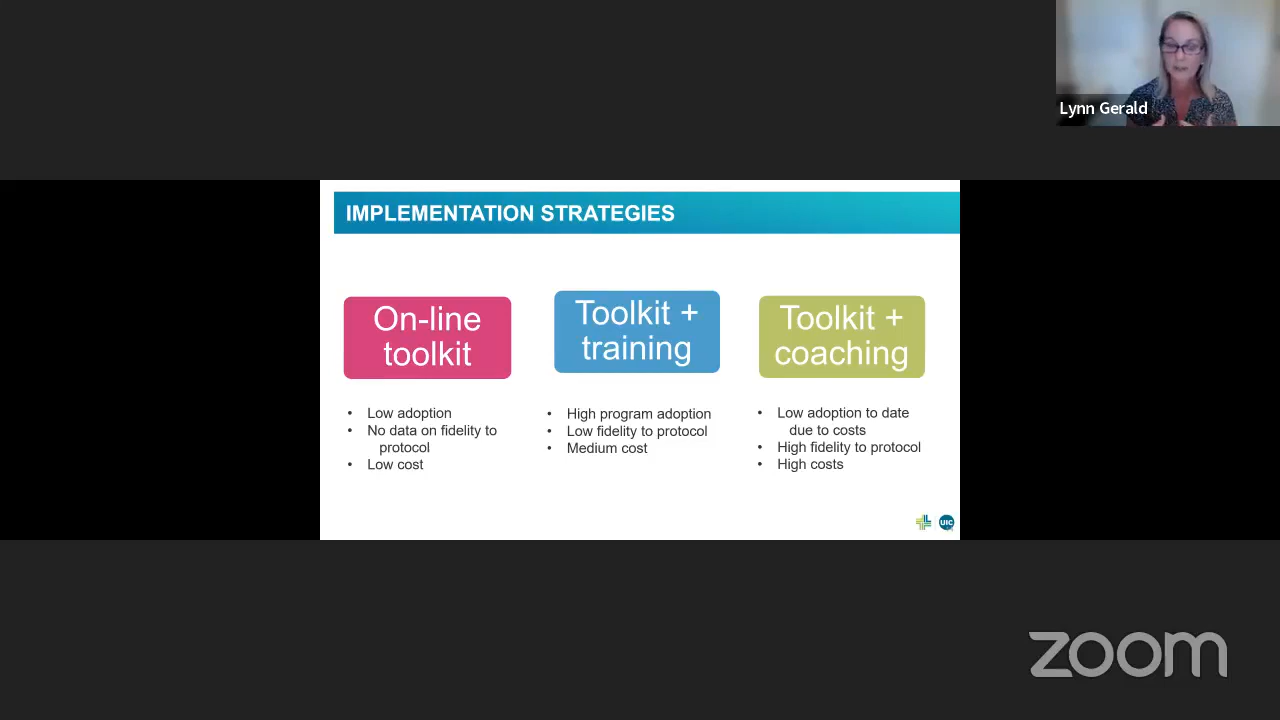 Lynn Gerald
IMPLEMENTATION STRATEGIES
On-line
toolkit
• Low adoption
• No data on fidelity to
protocol
• Low cost
Toolkit +
training
• High program adoption
• Low fidelity to protocol
• Medium cost
Toolkit +
coaching
• Low adoption to date
due to costs
• High fidelity to protocol
• High costs
UIC
zoom